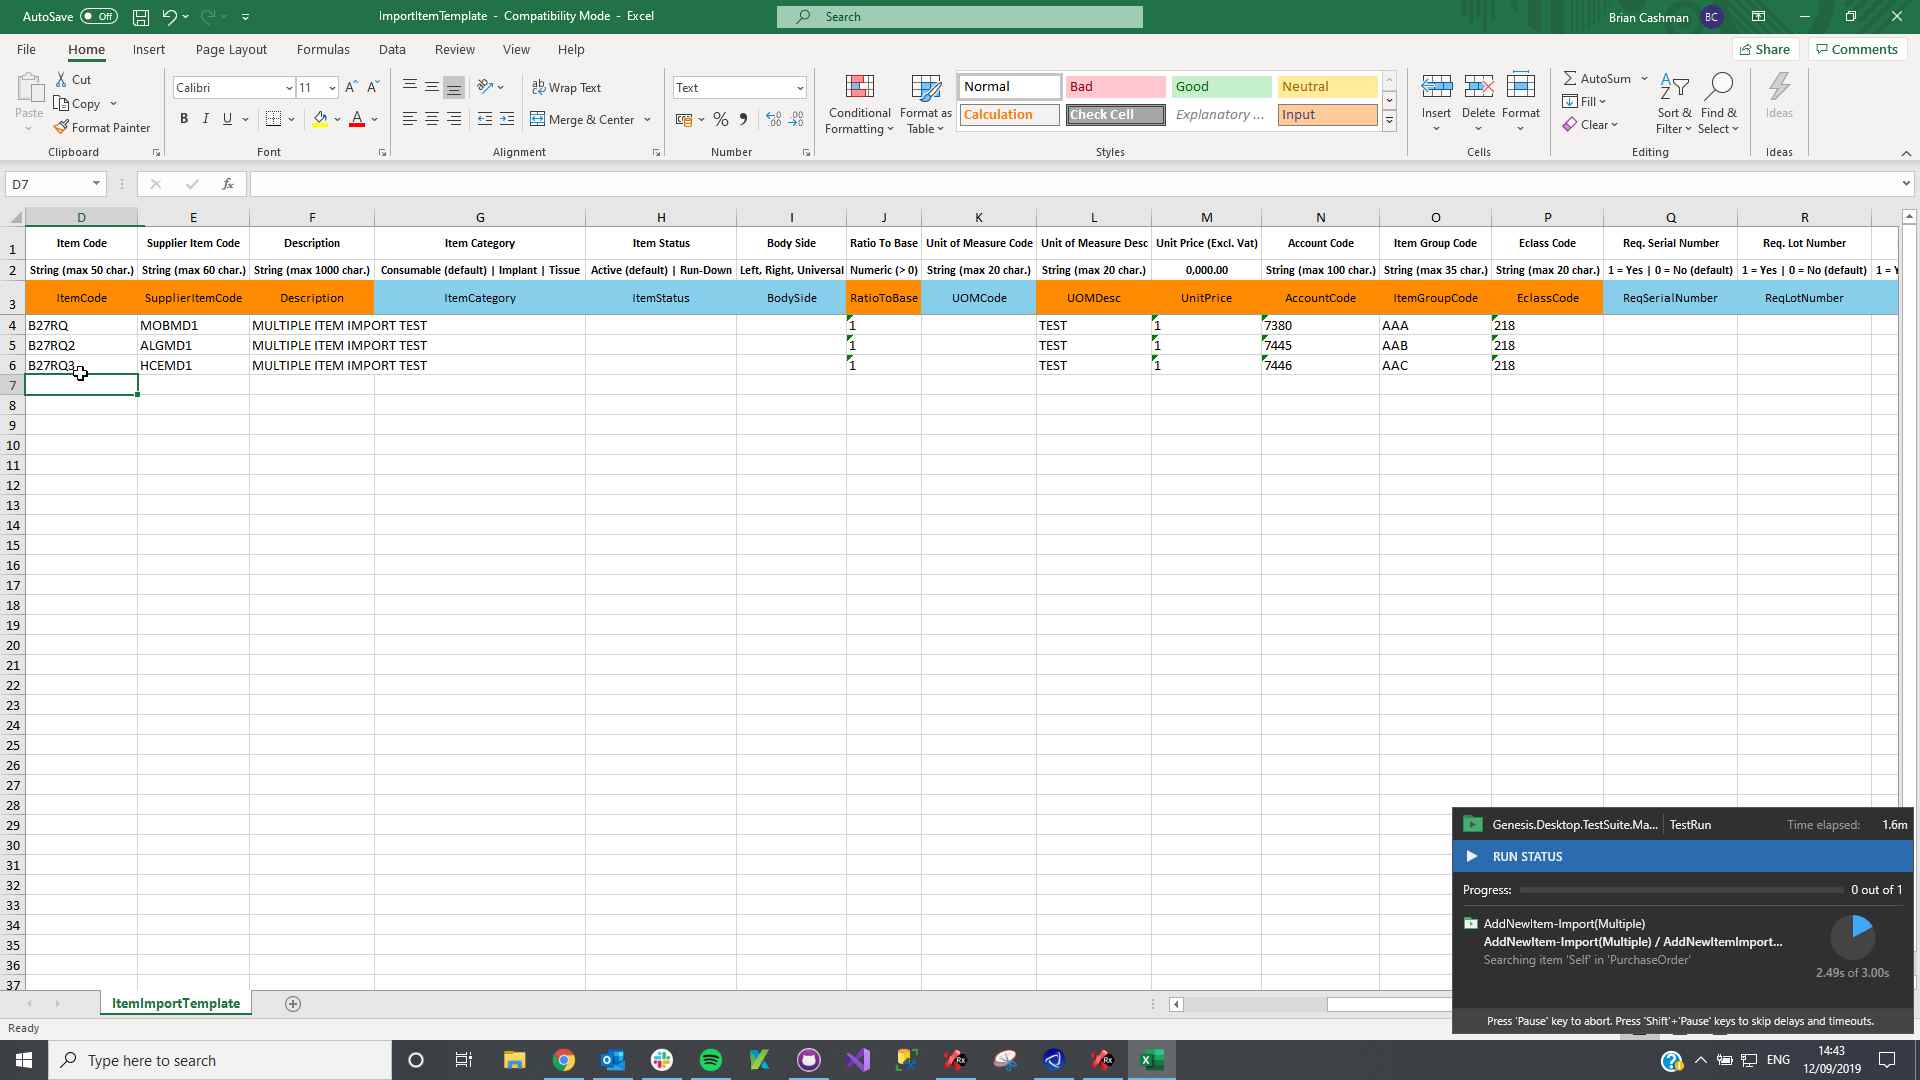 AutoSave Off ImportItemTemplate - Compatibility Mode - Excel Search Brian Cashman BC
File Home Insert Page Layout Formulas Data Review View Help Share Comments
Paste Cut Copy Format Painter
Clipboard
Calibri 11
B I U
Font
Wrap Text
Merge & Center
Alignment
Text
Number
Conditional Formatting
Format as Table
Normal Bad Good Neutral
Calculation Check Cell Explanatory ... Input
Styles
Insert Delete Format
Cells
AutoSum
Fill
Clear
Sort & Filter
Find & Select
Editing
Ideas
Ideas
D7 fx
D E F G H I J K L M N O P Q R
1 Item Code Supplier Item Code Description Item Category Item Status Body Side Ratio To Base Unit of Measure Code Unit of Measure Desc Unit Price (Excl. Vat) Account Code Item Group Code Eclass Code Req. Serial Number Req. Lot Number
2 String (max 50 char.) String (max 60 char.) String (max 1000 char.) Consumable (default) | Implant | Tissue Active (default) | Run-Down Left, Right, Universal Numeric (> 0) String (max 20 char.) String (max 20 char.) 0,000.00 String (max 100 char.) String (max 35 char.) String (max 20 char.) 1 = Yes | 0 = No (default) 1 = Yes | 0 = No (default)
3 ItemCode SupplierItemCode Description ItemCategory ItemStatus BodySide RatioToBase UOMCode UOMDesc UnitPrice AccountCode ItemGroupCode EclassCode ReqSerialNumber ReqLotNumber
4 B27RQ MOBMD1 MULTIPLE ITEM IMPORT TEST 1 TEST 1 7380 AAA 218
5 B27RQ2 ALGMD1 MULTIPLE ITEM IMPORT TEST 1 TEST 1 7445 AAB 218
6 B27RQ3 HCEMD1 MULTIPLE ITEM IMPORT TEST 1 TEST 1 7446 AAC 218
7
8
9
10
11
12
13
14
15
16
17
18
19
20
21
22
23
24
25
26
27
28
29
30
31
32
33
34
35
36
37
Genesis.Desktop.TestSuite.Ma... TestRun Time elapsed: 1.6m
RUN STATUS
Progress: 0 out of 1
AddNewItem-Import(Multiple)
AddNewItem-Import(Multiple) / AddNewItemImport...
Searching item 'Self' in 'PurchaseOrder'
2.49s of 3.00s
Press 'Pause' key to abort. Press 'Shift'+'Pause' keys to skip delays and timeouts.
ItemImportTemplate
Ready
Type here to search
ENG
14:43
12/09/2019